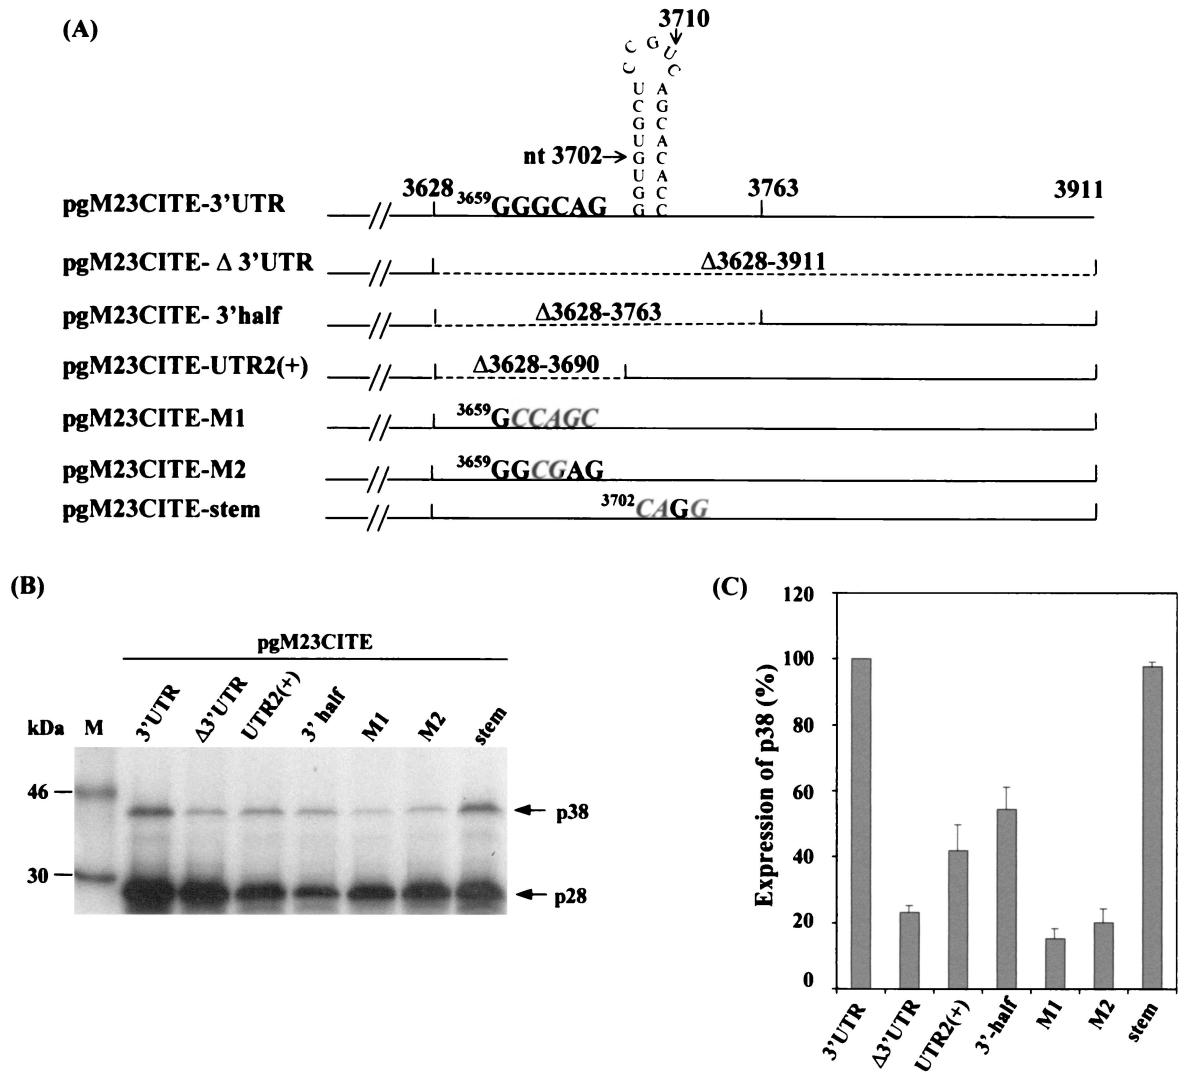 (A)
3710
C G U
C C
U A
C G
G C
U A
nt 3702→G C
U A
3628 3763 3911
pgM23CITE-3'UTR 3659GGGCAG G C
G C
pgM23CITE- Δ 3'UTR Δ3628-3911
pgM23CITE- 3'half Δ3628-3763
pgM23CITE-UTR2(+) Δ3628-3690
pgM23CITE-M1 3659GCCAGC
pgM23CITE-M2 3659GGCGAG
pgM23CITE-stem 3702CAGG
(B)
pgM23CITE
kDa M 3'UTR Δ3'UTR UTR2(+) 3' half M1 M2 stem
46
p38
30
p28
(C)
Expression of p38 (%)
120
100
80
60
40
20
0
3'UTR Δ3'UTR UTR2(+) 3'-half M1 M2 stem